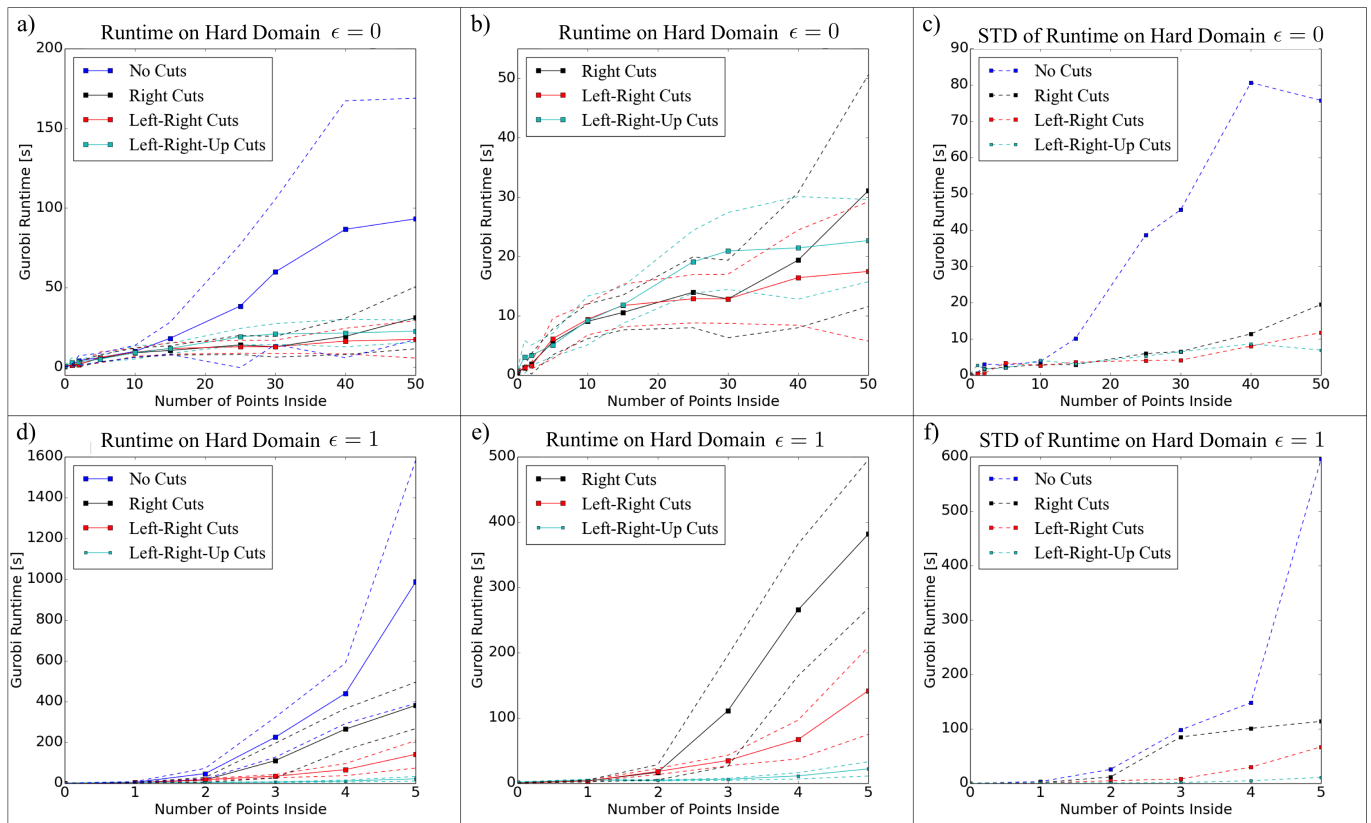 a) Runtime on Hard Domain ϵ = 0
200
150
100
50
0
0 10 20 30 40 50
Gurobi Runtime [s]
Number of Points Inside
No Cuts
Right Cuts
Left-Right Cuts
Left-Right-Up Cuts
b) Runtime on Hard Domain ϵ = 0
50
40
30
20
10
0
0 10 20 30 40 50
Gurobi Runtime [s]
Number of Points Inside
Right Cuts
Left-Right Cuts
Left-Right-Up Cuts
c) STD of Runtime on Hard Domain ϵ = 0
90
80
70
60
50
40
30
20
10
0
0 10 20 30 40 50
Gurobi Runtime [s]
Number of Points Inside
No Cuts
Right Cuts
Left-Right Cuts
Left-Right-Up Cuts
d) Runtime on Hard Domain ϵ = 1
1600
1400
1200
1000
800
600
400
200
0
0 1 2 3 4 5
Gurobi Runtime [s]
Number of Points Inside
No Cuts
Right Cuts
Left-Right Cuts
Left-Right-Up Cuts
e) Runtime on Hard Domain ϵ = 1
500
400
300
200
100
0
0 1 2 3 4 5
Gurobi Runtime [s]
Number of Points Inside
Right Cuts
Left-Right Cuts
Left-Right-Up Cuts
f) STD of Runtime on Hard Domain ϵ = 1
600
500
400
300
200
100
0
0 1 2 3 4 5
Gurobi Runtime [s]
Number of Points Inside
No Cuts
Right Cuts
Left-Right Cuts
Left-Right-Up Cuts